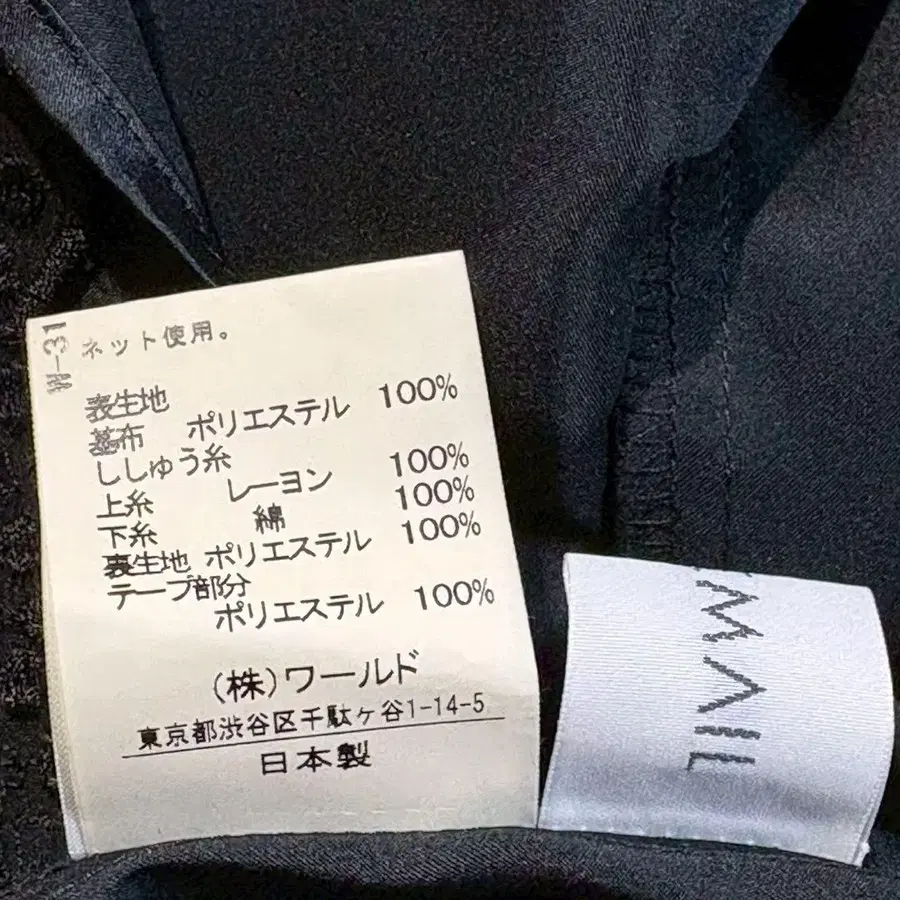 W-31
ネット使用。
表生地
基布 ポリエステル 100%
ししゅう糸
上糸 レーヨン 100%
下糸 綿 100%
裏生地 ポリエステル 100%
テープ部分
ポリエステル 100%
(株)ワールド
東京都渋谷区千駄ヶ谷1-14-5
日本製